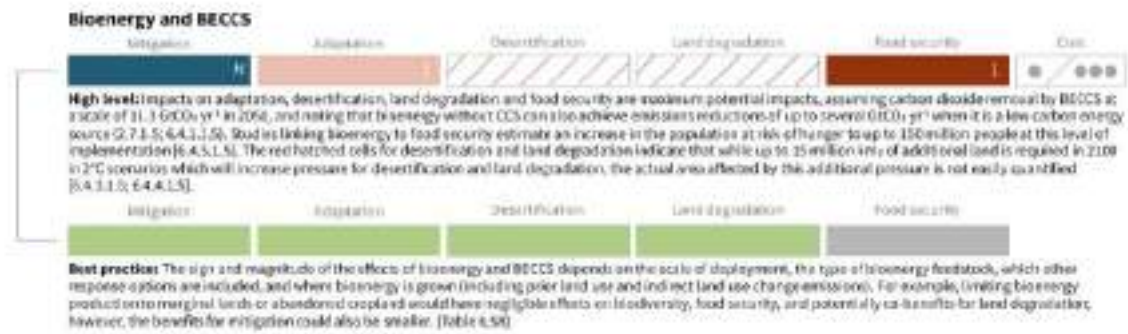 Bioenergy and BECCS
Mitigation Adaptation Desertification Land degradation Food security Cost
H L L
High level: Impacts on adaptation, desertification, land degradation and food security are maximum potential impacts, assuming carbon dioxide removal by BECCS at
a scale of 11.3 GtCO₂ yr⁻¹ in 2050, and noting that bioenergy without CCS can also achieve emissions reductions of up to several GtCO₂ yr⁻¹ when it is a low carbon energy
source {2.7.1.5; 6.4.1.1.5}. Studies linking bioenergy to food security estimate an increase in the population at risk of hunger to up to 150 million people at this level of
implementation {6.4.5.1.5}. The red hatched cells for desertification and land degradation indicate that while up to 15 million km² of additional land is required in 2100
in 2°C scenarios which will increase pressure for desertification and land degradation, the actual area affected by this additional pressure is not easily quantified
{6.4.3.1.5; 6.4.4.1.5}.
Mitigation Adaptation Desertification Land degradation Food security
Best practice: The sign and magnitude of the effects of bioenergy and BECCS depends on the scale of deployment, the type of bioenergy feedstock, which other
response options are included, and where bioenergy is grown (including prior land use and indirect land use change emissions). For example, limiting bioenergy
production to marginal lands or abandoned cropland would have negligible effects on biodiversity, food security, and potentially co-benefits for land degradation;
however, the benefits for mitigation could also be smaller. {Table 6.58}